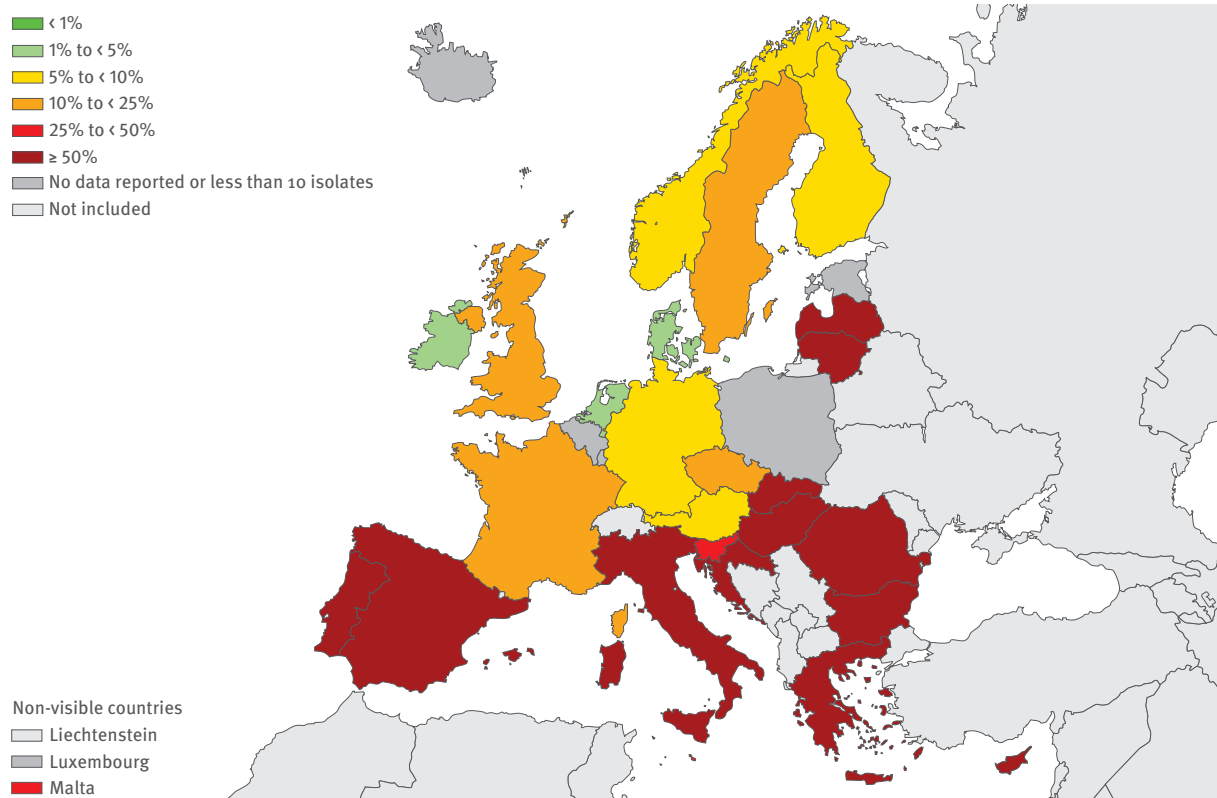 < 1%
1% to < 5%
5% to < 10%
10% to < 25%
25% to < 50%
≥ 50%
No data reported or less than 10 isolates
Not included
Non-visible countries
Liechtenstein
Luxembourg
Malta